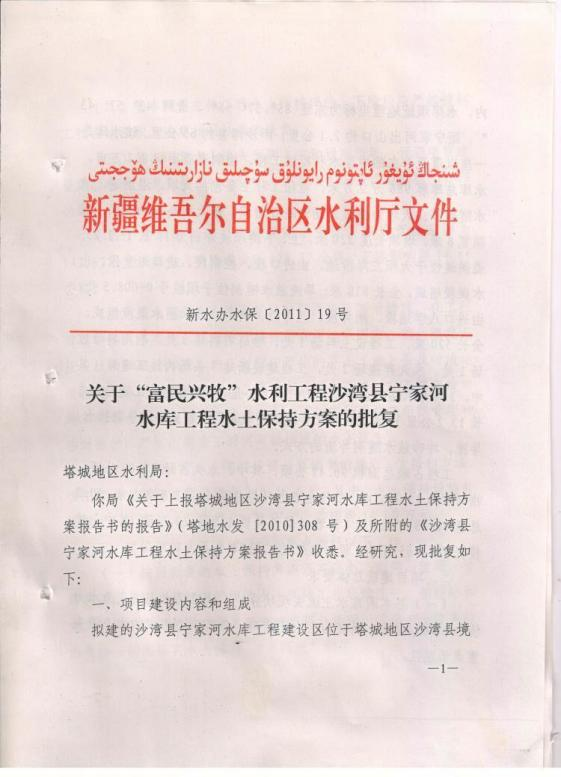 شىنجاڭ ئۇيغۇر ئاپتونوم رايونلۇق سۇچىلىق نازارىتىنىڭ ھۆججىتى
新疆维吾尔自治区水利厅文件
新水办水保〔2011〕19 号
关于“富民兴牧”水利工程沙湾县宁家河
水库工程水土保持方案的批复
塔城地区水利局：
你局《关于上报塔城地区沙湾县宁家河水库工程水土保持方
案报告书的报告》（塔地水发 [2010]308 号）及所附的《沙湾县
宁家河水库工程水土保持方案报告书》收悉。经研究，现批复如
下：
一、项目建设内容和组成
拟建的沙湾县宁家河水库工程建设区位于塔城地区沙湾县境
—1—